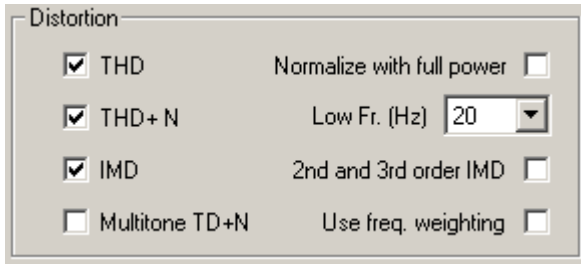 Distortion
THD Normalize with full power
THD+ N Low Fr. (Hz) 20
IMD 2nd and 3rd order IMD
Multitone TD+N Use freq. weighting